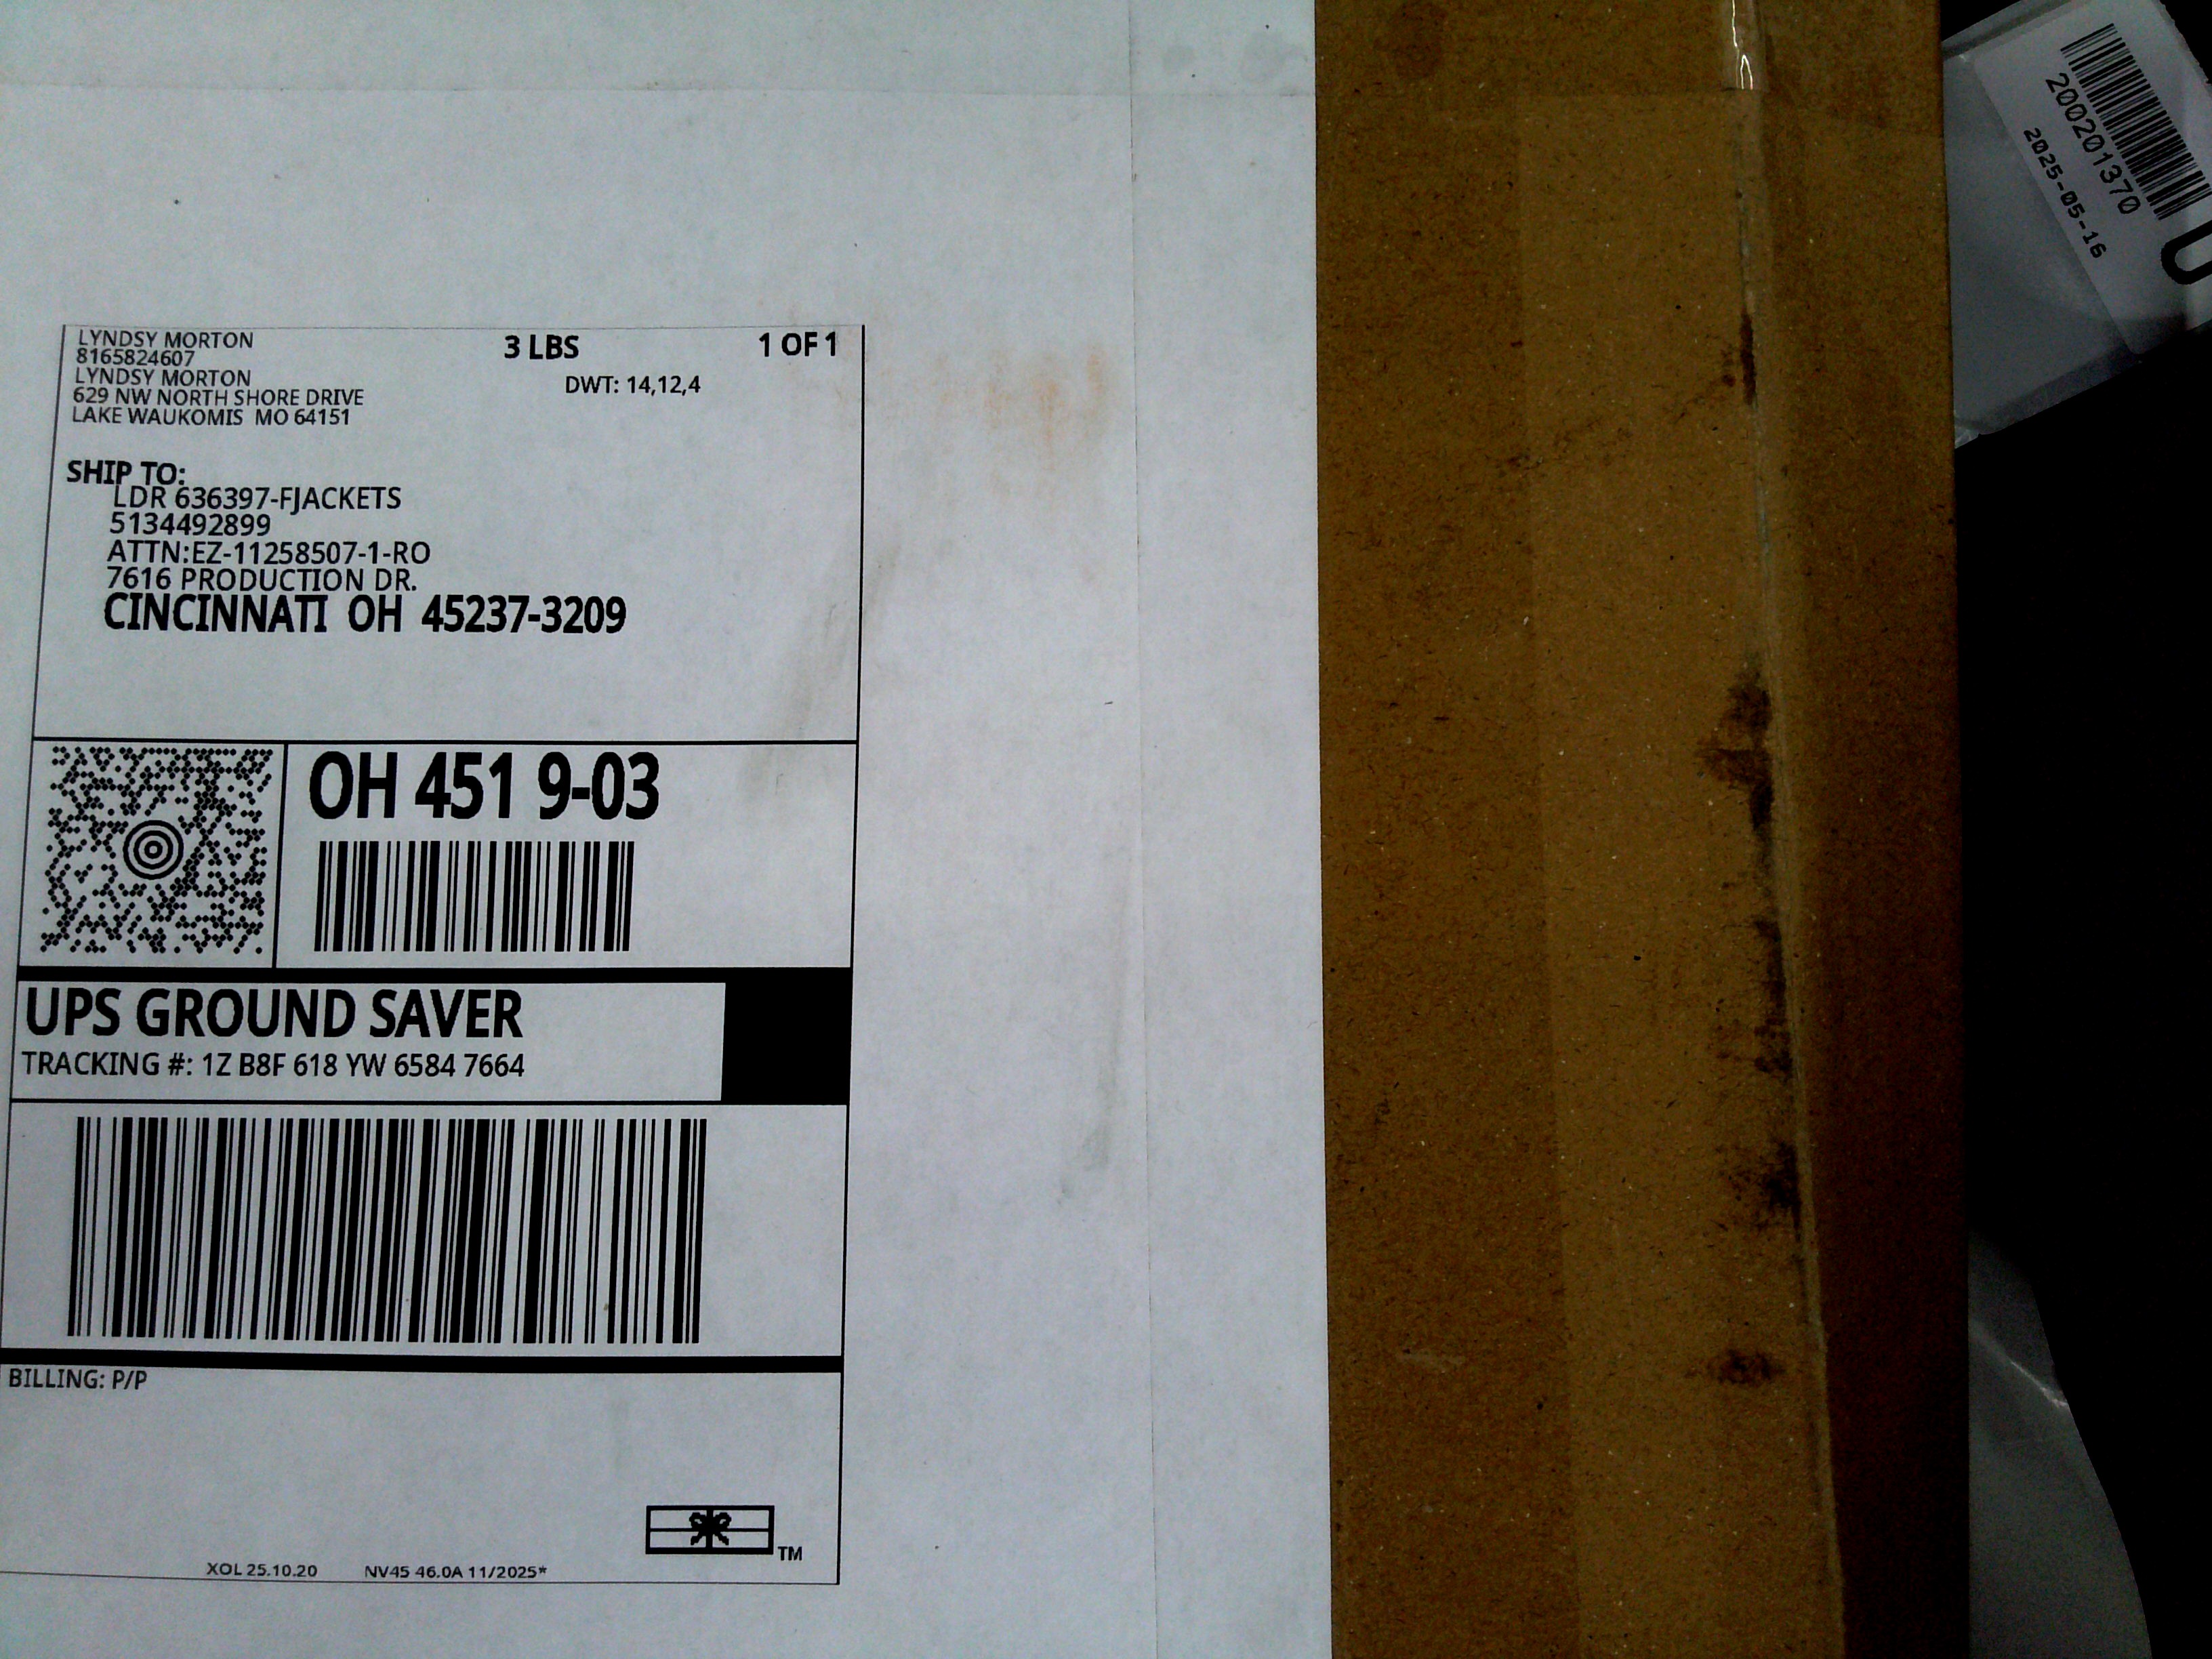 LYNDSY MORTON
8165824607
LYNDSY MORTON
629 NW NORTH SHORE DRIVE
LAKE WAUKOMIS MO 64151
3 LBS
1 OF 1
DWT: 14,12,4
SHIP TO:
LDR 636397-FJACKETS
5134492899
ATTN:EZ-11258507-1-RO
7616 PRODUCTION DR.
CINCINNATI OH 45237-3209
OH 451 9-03
UPS GROUND SAVER
TRACKING #: 1Z B8F 618 YW 6584 7664
BILLING: P/P
TM
XOL 25.10.20 NV45 46.0A 11/2025*
200201370
2025-05-16